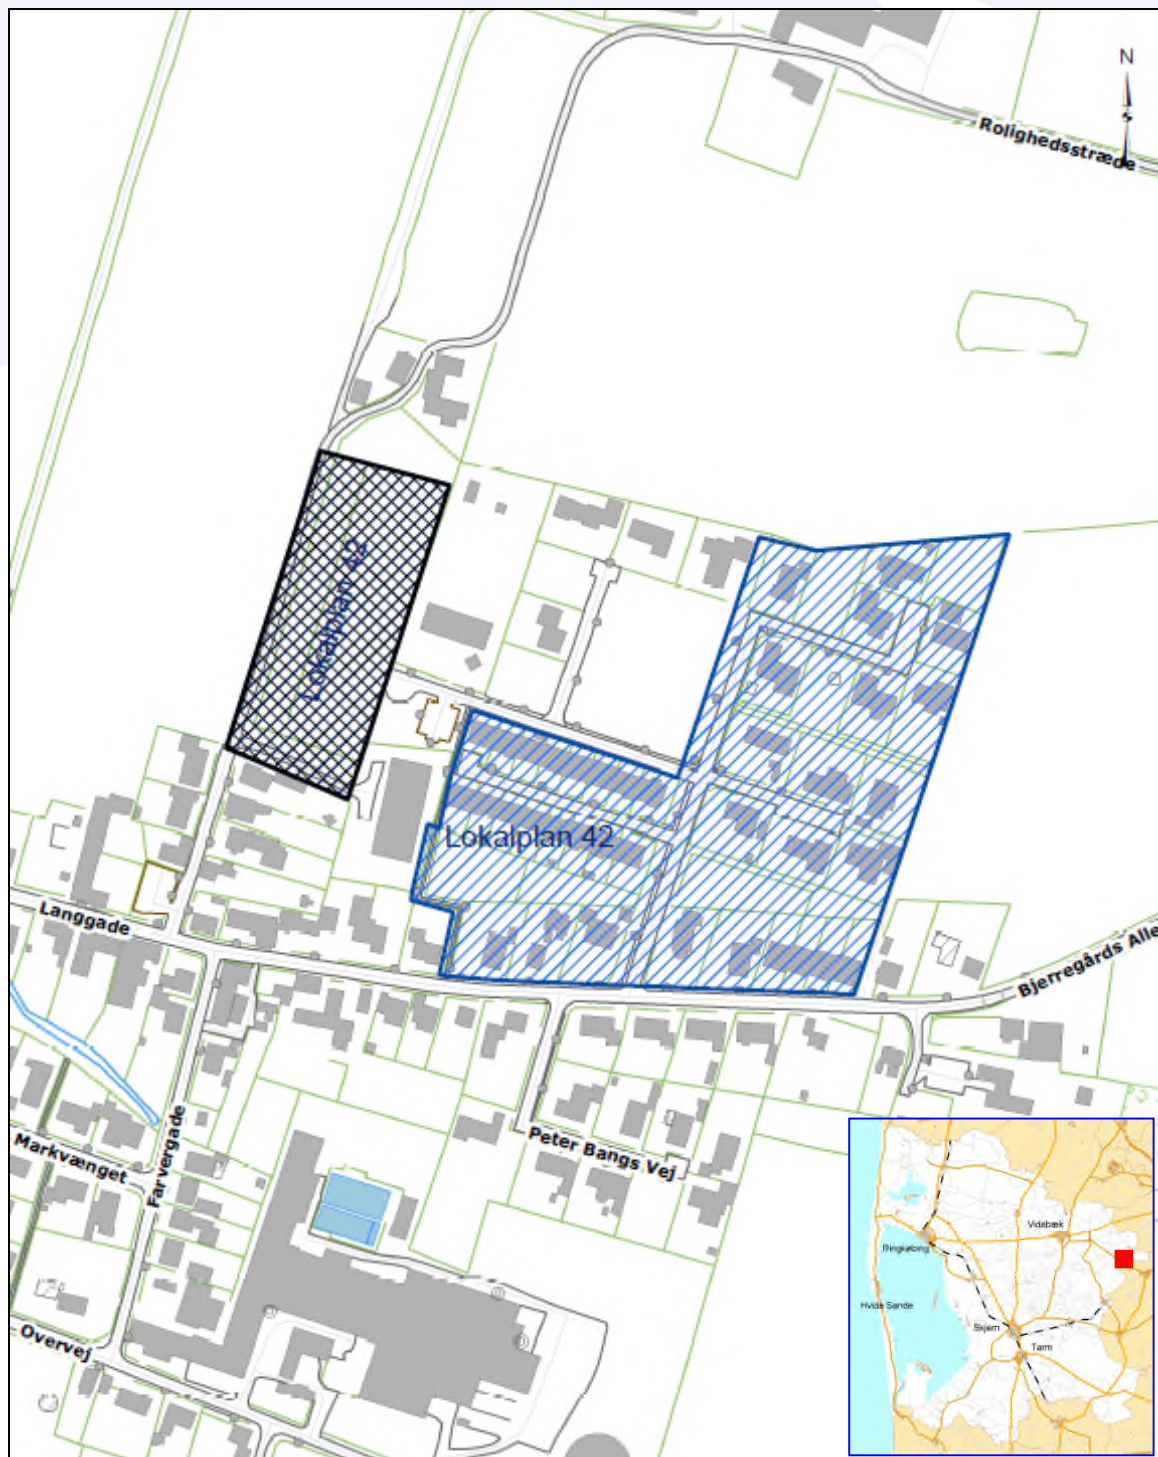 N
Rolighedsstræde
Lokalplan 42
Lokalplan 42
Langgade
Bjerregårds Alle
Peter Bangs Vej
Markvænget
Farvergade
Overvej
Videbæk
Ringkøbing
Hvide Sande
Skjern
Tarm